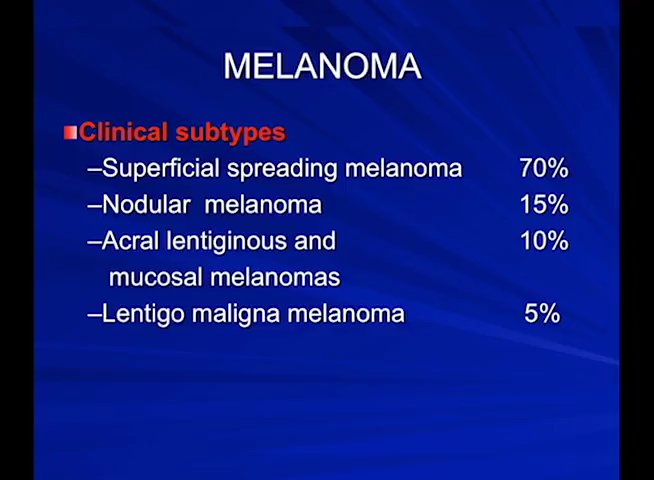 MELANOMA
Clinical subtypes
–Superficial spreading melanoma 70%
–Nodular melanoma 15%
–Acral lentiginous and 10%
mucosal melanomas
–Lentigo maligna melanoma 5%